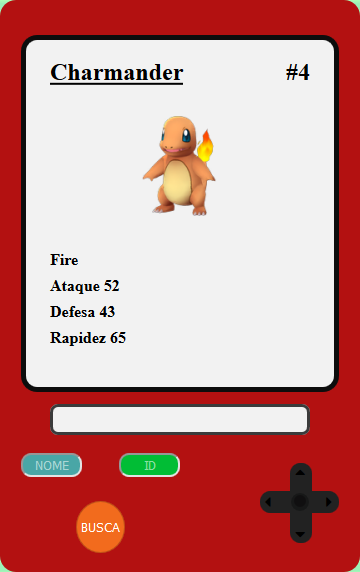 Charmander #4
Fire
Ataque 52
Defesa 43
Rapidez 65
NOME ID
BUSCA